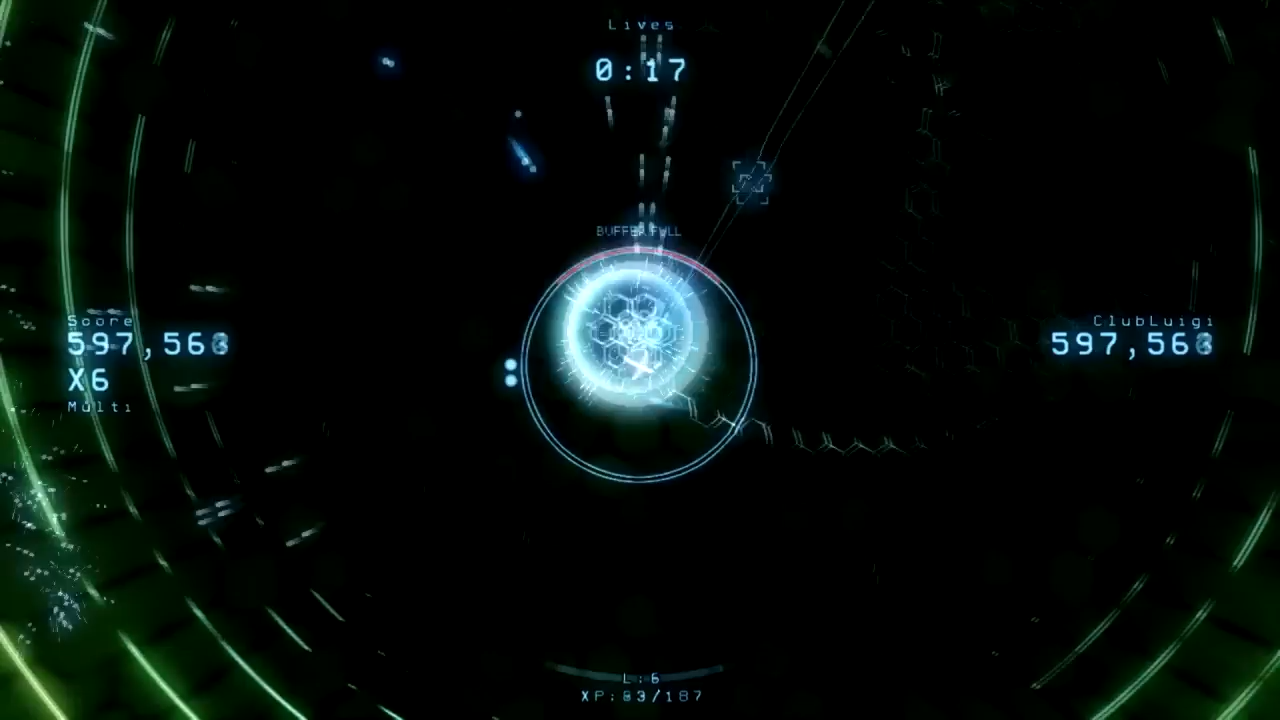 Lives
0:17
BUFFER FULL
Score
597,568
X6
Multi
ClubLuigi
597,568
L:6
XP:83/187